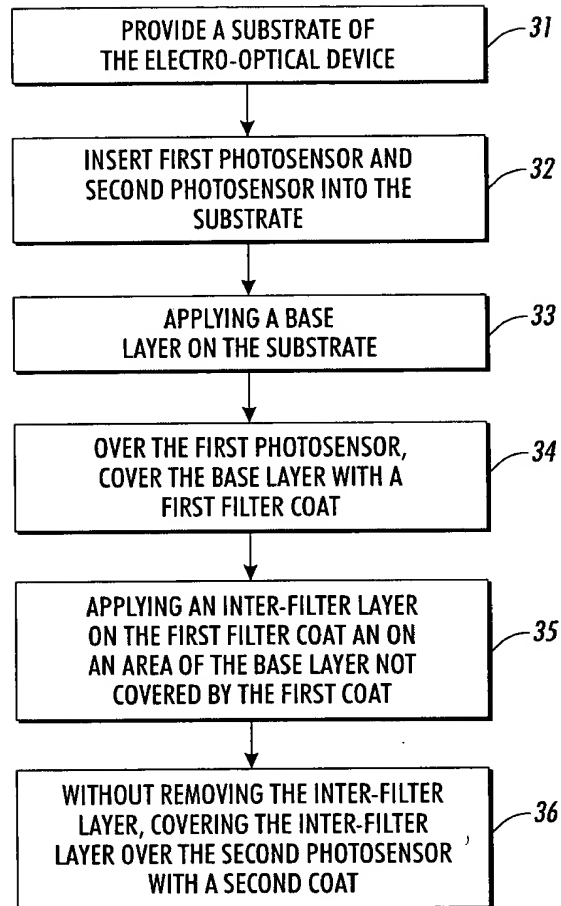 PROVIDE A SUBSTRATE OF
THE ELECTRO-OPTICAL DEVICE
31
INSERT FIRST PHOTOSENSOR AND
SECOND PHOTOSENSOR INTO THE
SUBSTRATE
32
APPLYING A BASE
LAYER ON THE SUBSTRATE
33
OVER THE FIRST PHOTOSENSOR,
COVER THE BASE LAYER WITH A
FIRST FILTER COAT
34
APPLYING AN INTER-FILTER LAYER
ON THE FIRST FILTER COAT AN ON
AN AREA OF THE BASE LAYER NOT
COVERED BY THE FIRST COAT
35
WITHOUT REMOVING THE INTER-FILTER
LAYER, COVERING THE INTER-FILTER
LAYER OVER THE SECOND PHOTOSENSOR
WITH A SECOND COAT
36